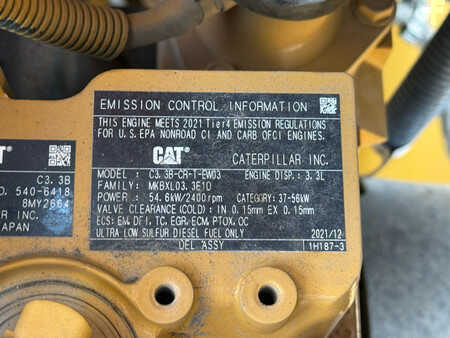 EMISSION CONTROL INFORMATION
THIS ENGINE MEETS 2021 Tier4 EMISSION REGULATIONS
FOR U.S. EPA NONROAD CI AND CARB OFCI ENGINES.
CAT CATERPILLAR INC.
MODEL : C3.3B-CR-T-EW03 ENGINE DISP.: 3.3L
FAMILY : MKBXL03.3E1D
POWER : 54.6kW/2400rpm CATEGORY: 37-56kW
VALVE CLEARANCE (COLD) : IN 0.15mm EX 0.15mm
ECS: EM, DFI, TC, EGR, ECM, PTOX, OC
ULTRA LOW SULFUR DIESEL FUEL ONLY 2021/12
DEL ASSY 1H187-3
C3.3B
540-6418
8MY2664
INC.
JAPAN